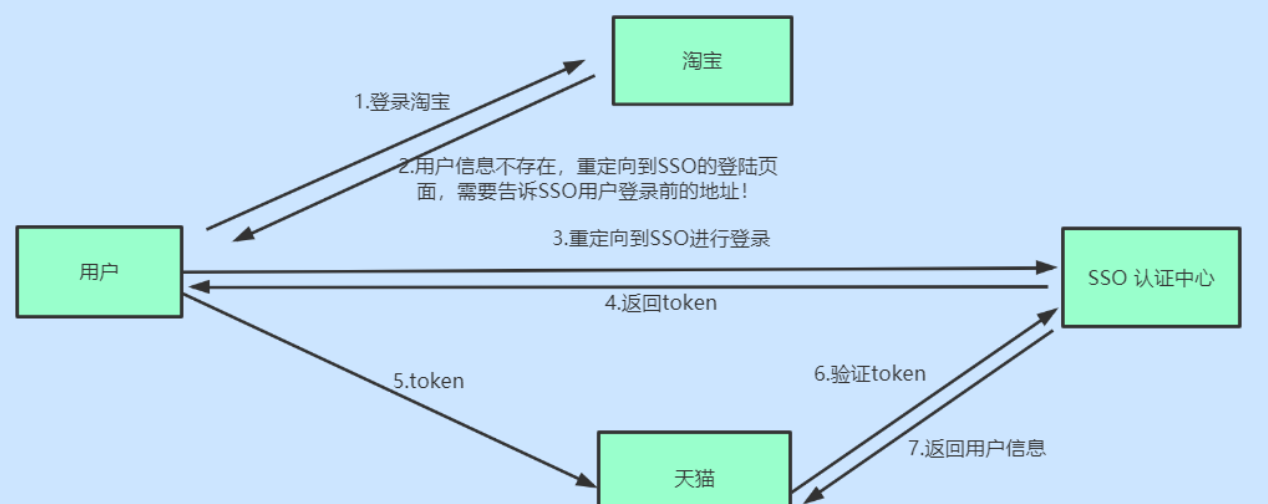 淘宝
1.登录淘宝
2.用户信息不存在，重定向到SSO的登陆页
面，需要告诉SSO用户登录前的地址！
3.重定向到SSO进行登录
用户
SSO 认证中心
4.返回token
5.token
6.验证token
7.返回用户信息
天猫